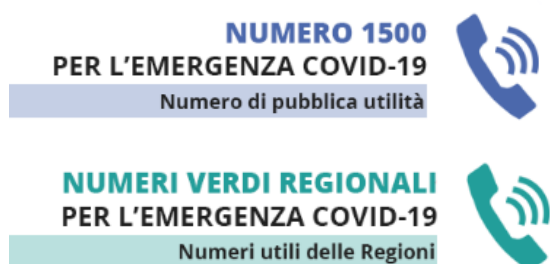 NUMERO 1500
PER L'EMERGENZA COVID-19
Numero di pubblica utilità
NUMERI VERDI REGIONALI
PER L'EMERGENZA COVID-19
Numeri utili delle Regioni